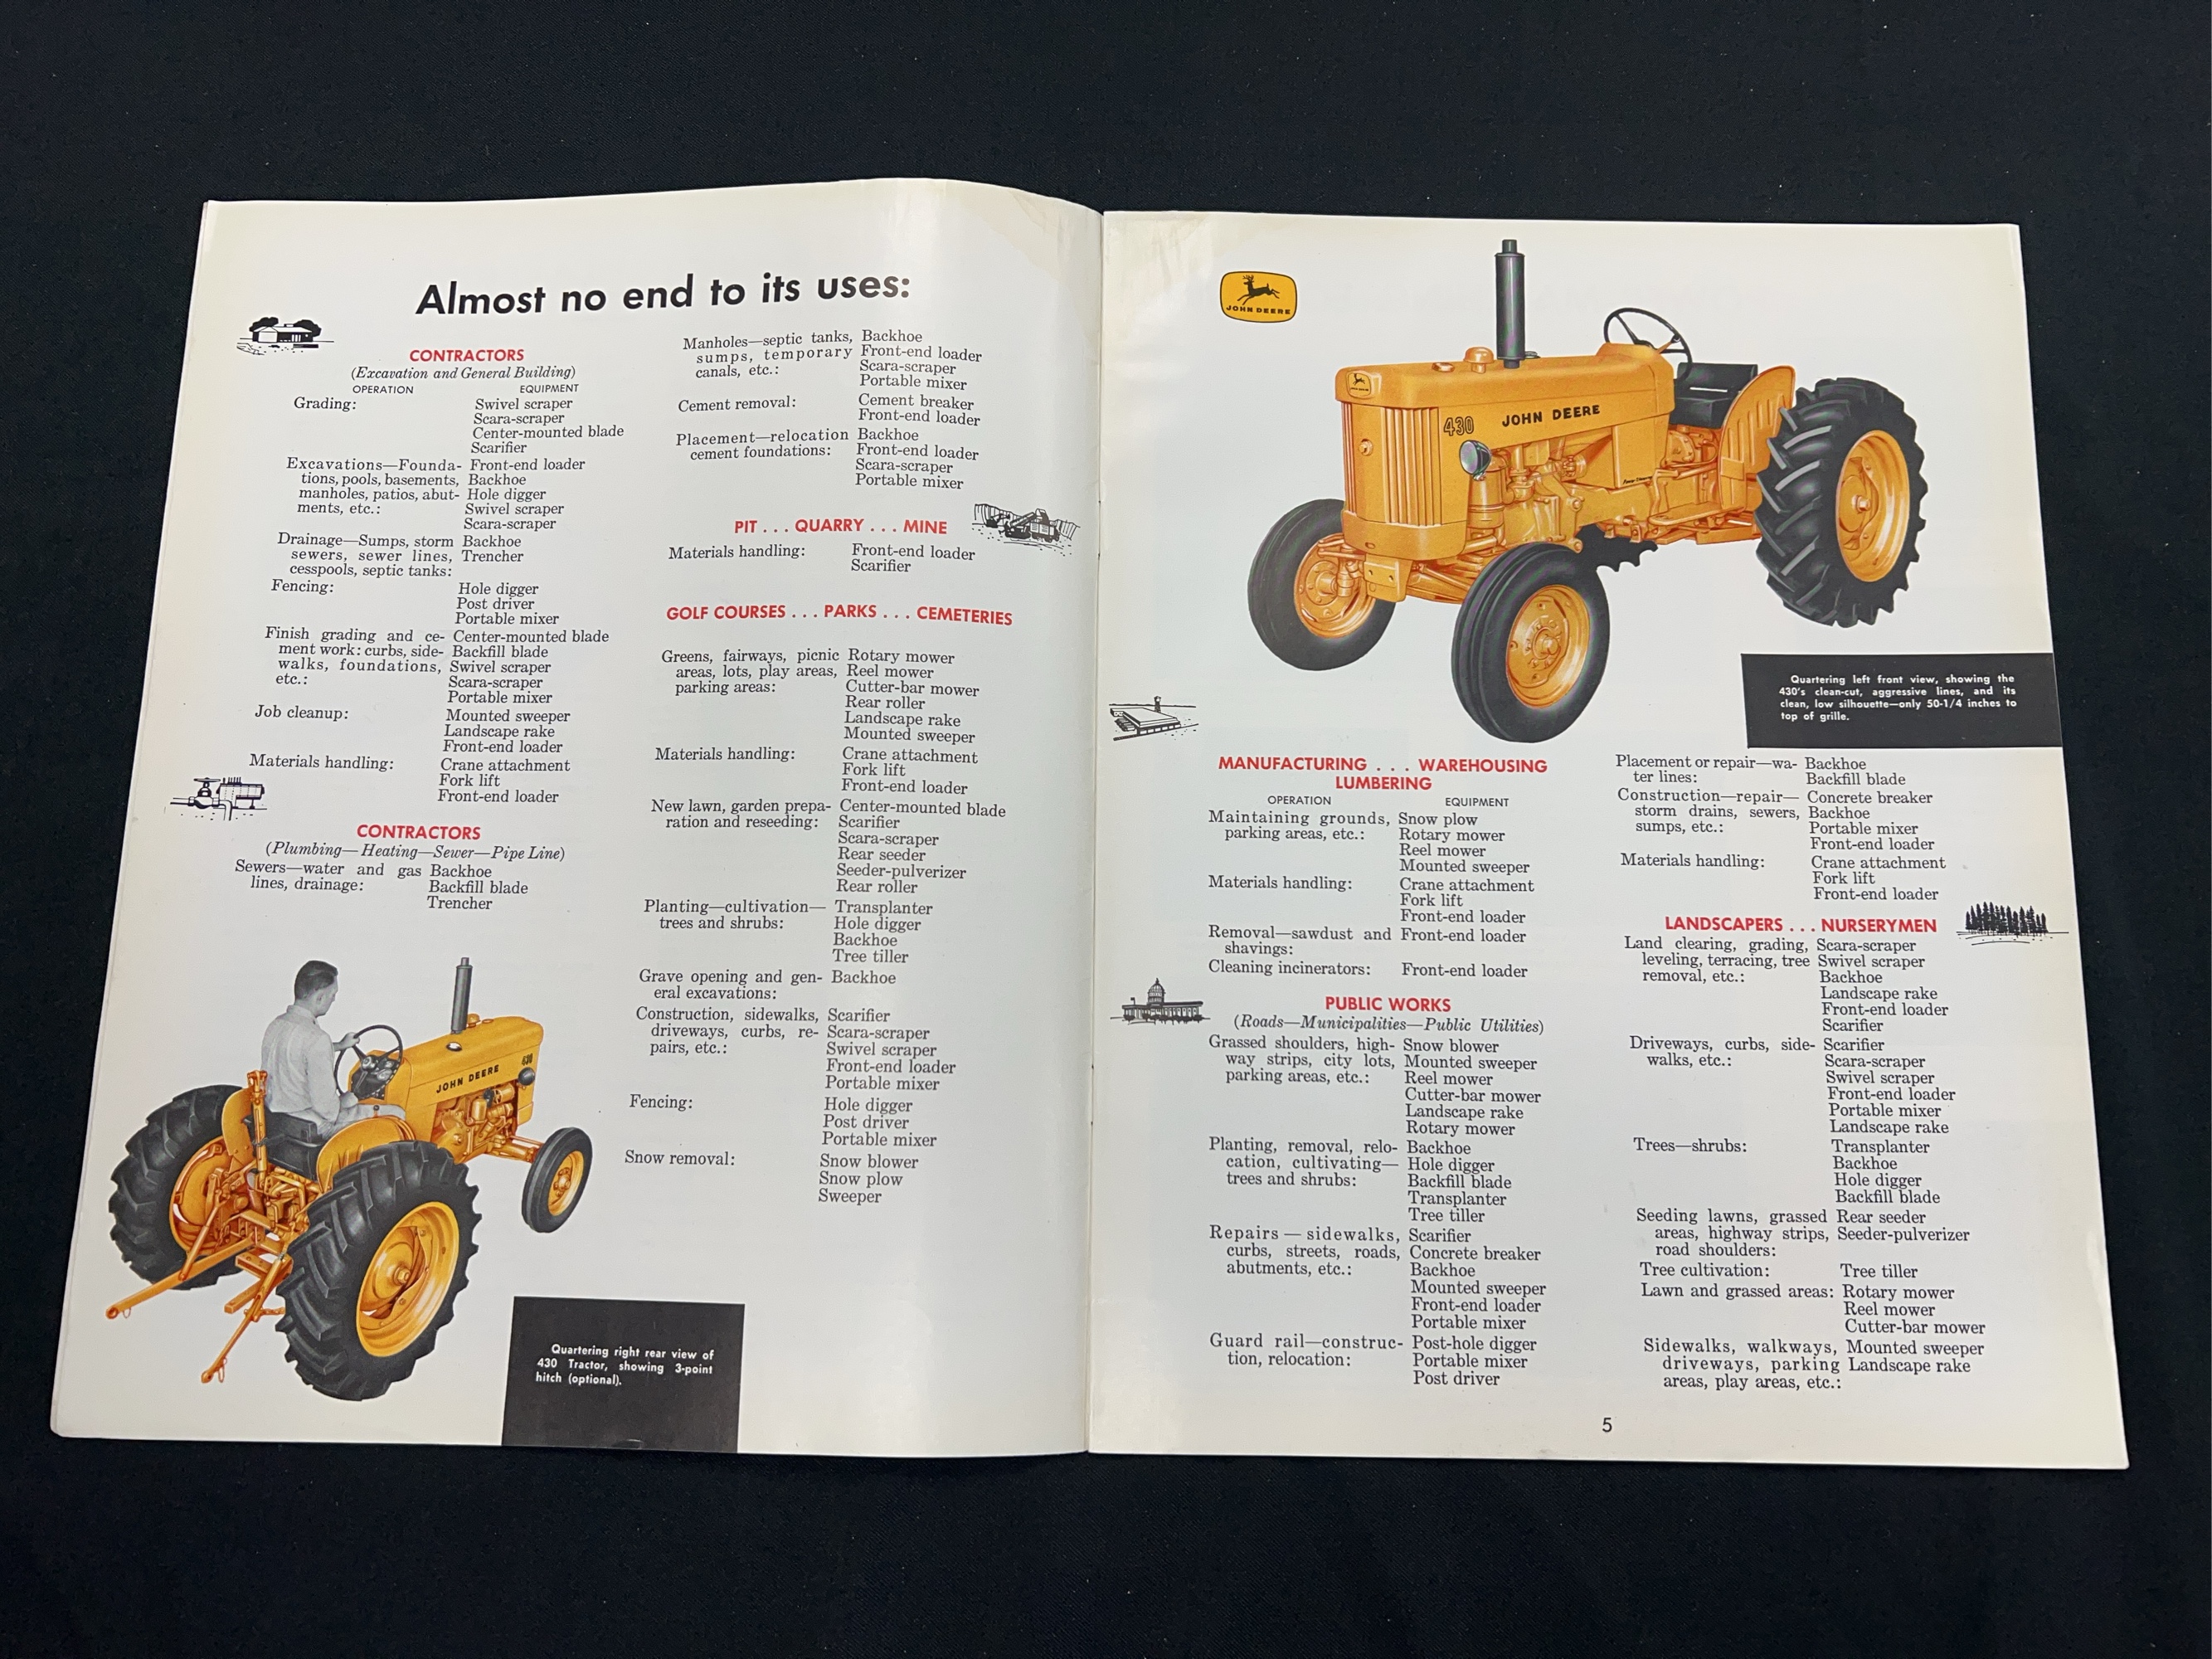 Almost no end to its uses:
CONTRACTORS
(Excavation and General Building)
OPERATION EQUIPMENT
Grading: Swivel scraper
Scara-scraper
Center-mounted blade
Scarifier
Excavations—Founda- Front-end loader
tions, pools, basements, Backhoe
manholes, patios, abut- Hole digger
ments, etc.: Swivel scraper
Scara-scraper
Drainage—Sumps, storm Backhoe
sewers, sewer lines, Trencher
cesspools, septic tanks:
Fencing: Hole digger
Post driver
Portable mixer
Finish grading and ce- Center-mounted blade
ment work: curbs, side- Backfill blade
walks, foundations, Swivel scraper
etc.: Scara-scraper
Portable mixer
Job cleanup: Mounted sweeper
Landscape rake
Front-end loader
Materials handling: Crane attachment
Fork lift
Front-end loader
CONTRACTORS
(Plumbing—Heating—Sewer—Pipe Line)
Sewers—water and gas Backhoe
lines, drainage: Backfill blade
Trencher
JOHN DEERE
430
Quartering right rear view of
430 Tractor, showing 3-point
hitch (optional).
Manholes—septic tanks, Backhoe
sumps, temporary Front-end loader
canals, etc.: Scara-scraper
Portable mixer
Cement removal: Cement breaker
Front-end loader
Placement—relocation Backhoe
cement foundations: Front-end loader
Scara-scraper
Portable mixer
PIT . . . QUARRY . . . MINE
Materials handling: Front-end loader
Scarifier
GOLF COURSES . . . PARKS . . . CEMETERIES
Greens, fairways, picnic Rotary mower
areas, lots, play areas, Reel mower
parking areas: Cutter-bar mower
Rear roller
Landscape rake
Mounted sweeper
Materials handling: Crane attachment
Fork lift
Front-end loader
New lawn, garden prepa- Center-mounted blade
ration and reseeding: Scarifier
Scara-scraper
Rear seeder
Seeder-pulverizer
Rear roller
Planting—cultivation— Transplanter
trees and shrubs: Hole digger
Backhoe
Tree tiller
Grave opening and gen- Backhoe
eral excavations:
Construction, sidewalks, Scarifier
driveways, curbs, re- Scara-scraper
pairs, etc.: Swivel scraper
Front-end loader
Portable mixer
Fencing: Hole digger
Post driver
Portable mixer
Snow removal: Snow blower
Snow plow
Sweeper
JOHN DEERE
430 JOHN DEERE
Quartering left front view, showing the
430's clean-cut, aggressive lines, and its
clean, low silhouette—only 50-1/4 inches to
top of grille.
MANUFACTURING . . . WAREHOUSING
LUMBERING
OPERATION EQUIPMENT
Maintaining grounds, Snow plow
parking areas, etc.: Rotary mower
Reel mower
Mounted sweeper
Materials handling: Crane attachment
Fork lift
Front-end loader
Removal—sawdust and Front-end loader
shavings:
Cleaning incinerators: Front-end loader
PUBLIC WORKS
(Roads—Municipalities—Public Utilities)
Grassed shoulders, high- Snow blower
way strips, city lots, Mounted sweeper
parking areas, etc.: Reel mower
Cutter-bar mower
Landscape rake
Rotary mower
Planting, removal, relo- Backhoe
cation, cultivating— Hole digger
trees and shrubs: Backfill blade
Transplanter
Tree tiller
Repairs — sidewalks, Scarifier
curbs, streets, roads, Concrete breaker
abutments, etc.: Backhoe
Mounted sweeper
Front-end loader
Portable mixer
Guard rail—construc- Post-hole digger
tion, relocation: Portable mixer
Post driver
Placement or repair—wa- Backhoe
ter lines: Backfill blade
Construction—repair— Concrete breaker
storm drains, sewers, Backhoe
sumps, etc.: Portable mixer
Front-end loader
Materials handling: Crane attachment
Fork lift
Front-end loader
LANDSCAPERS . . . NURSERYMEN
Land clearing, grading, Scara-scraper
leveling, terracing, tree Swivel scraper
removal, etc.: Backhoe
Landscape rake
Front-end loader
Scarifier
Driveways, curbs, side- Scarifier
walks, etc.: Scara-scraper
Swivel scraper
Front-end loader
Portable mixer
Landscape rake
Trees—shrubs: Transplanter
Backhoe
Hole digger
Backfill blade
Seeding lawns, grassed Rear seeder
areas, highway strips, Seeder-pulverizer
road shoulders:
Tree cultivation: Tree tiller
Lawn and grassed areas: Rotary mower
Reel mower
Cutter-bar mower
Sidewalks, walkways, Mounted sweeper
driveways, parking Landscape rake
areas, play areas, etc.:
5